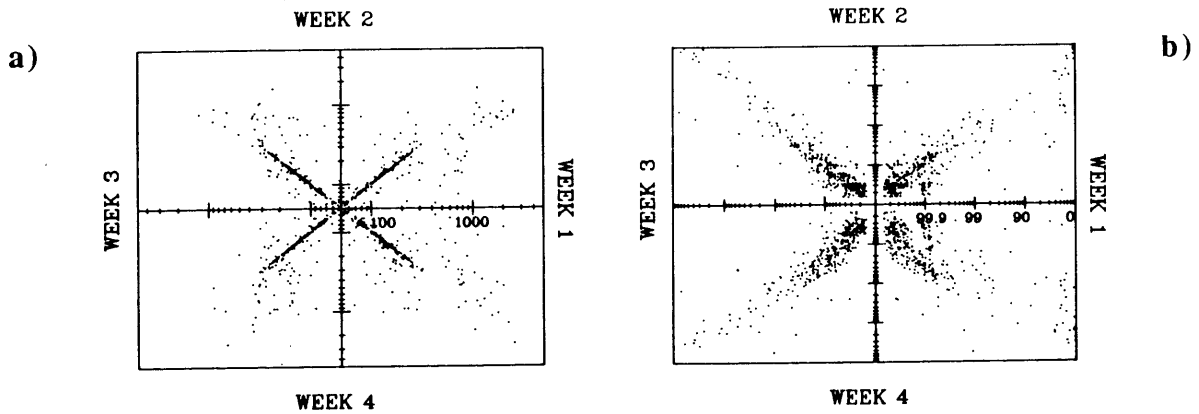 a)
WEEK 2
WEEK 3
100
1000
WEEK 1
WEEK 4
WEEK 2
b)
WEEK 3
99.9
99
90
0
WEEK 1
WEEK 4